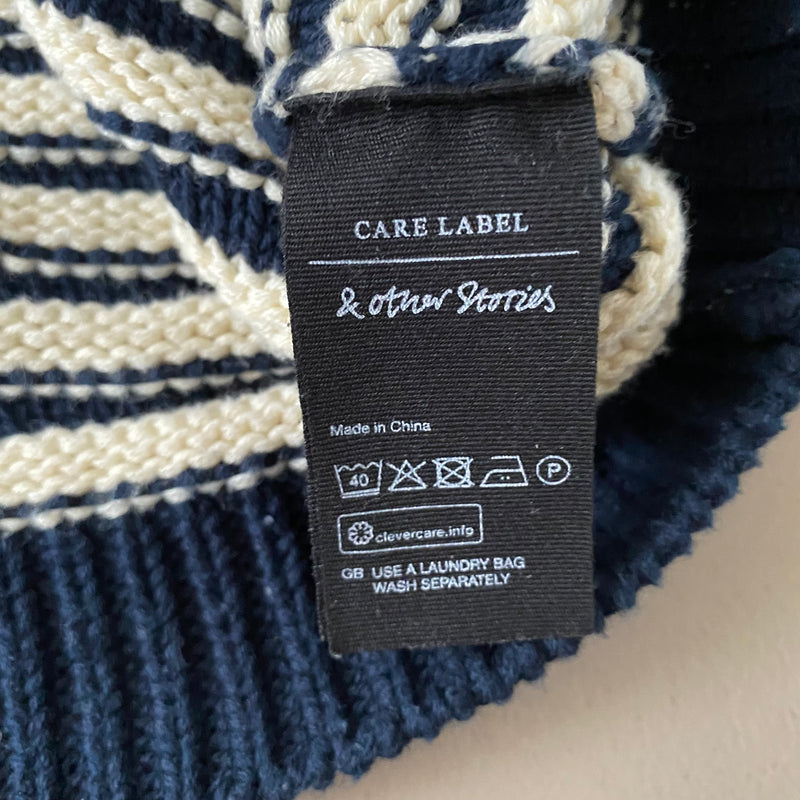 CARE LABEL
& other Stories
Made in China
40 P
clevercare.info
GB USE A LAUNDRY BAG
WASH SEPARATELY